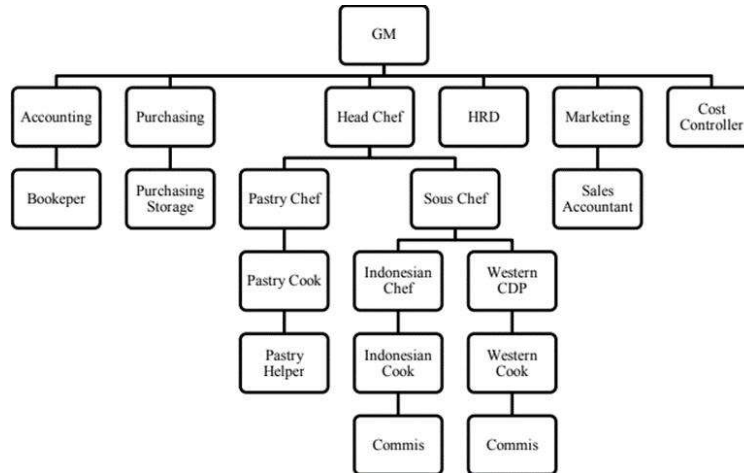 GM
Accounting
Purchasing
Head Chef
HRD
Marketing
Cost
Controller
Bookeper
Purchasing
Storage
Pastry Chef
Sous Chef
Sales
Accountant
Pastry Cook
Indonesian
Chef
Western
CDP
Pastry
Helper
Indonesian
Cook
Western
Cook
Commis
Commis